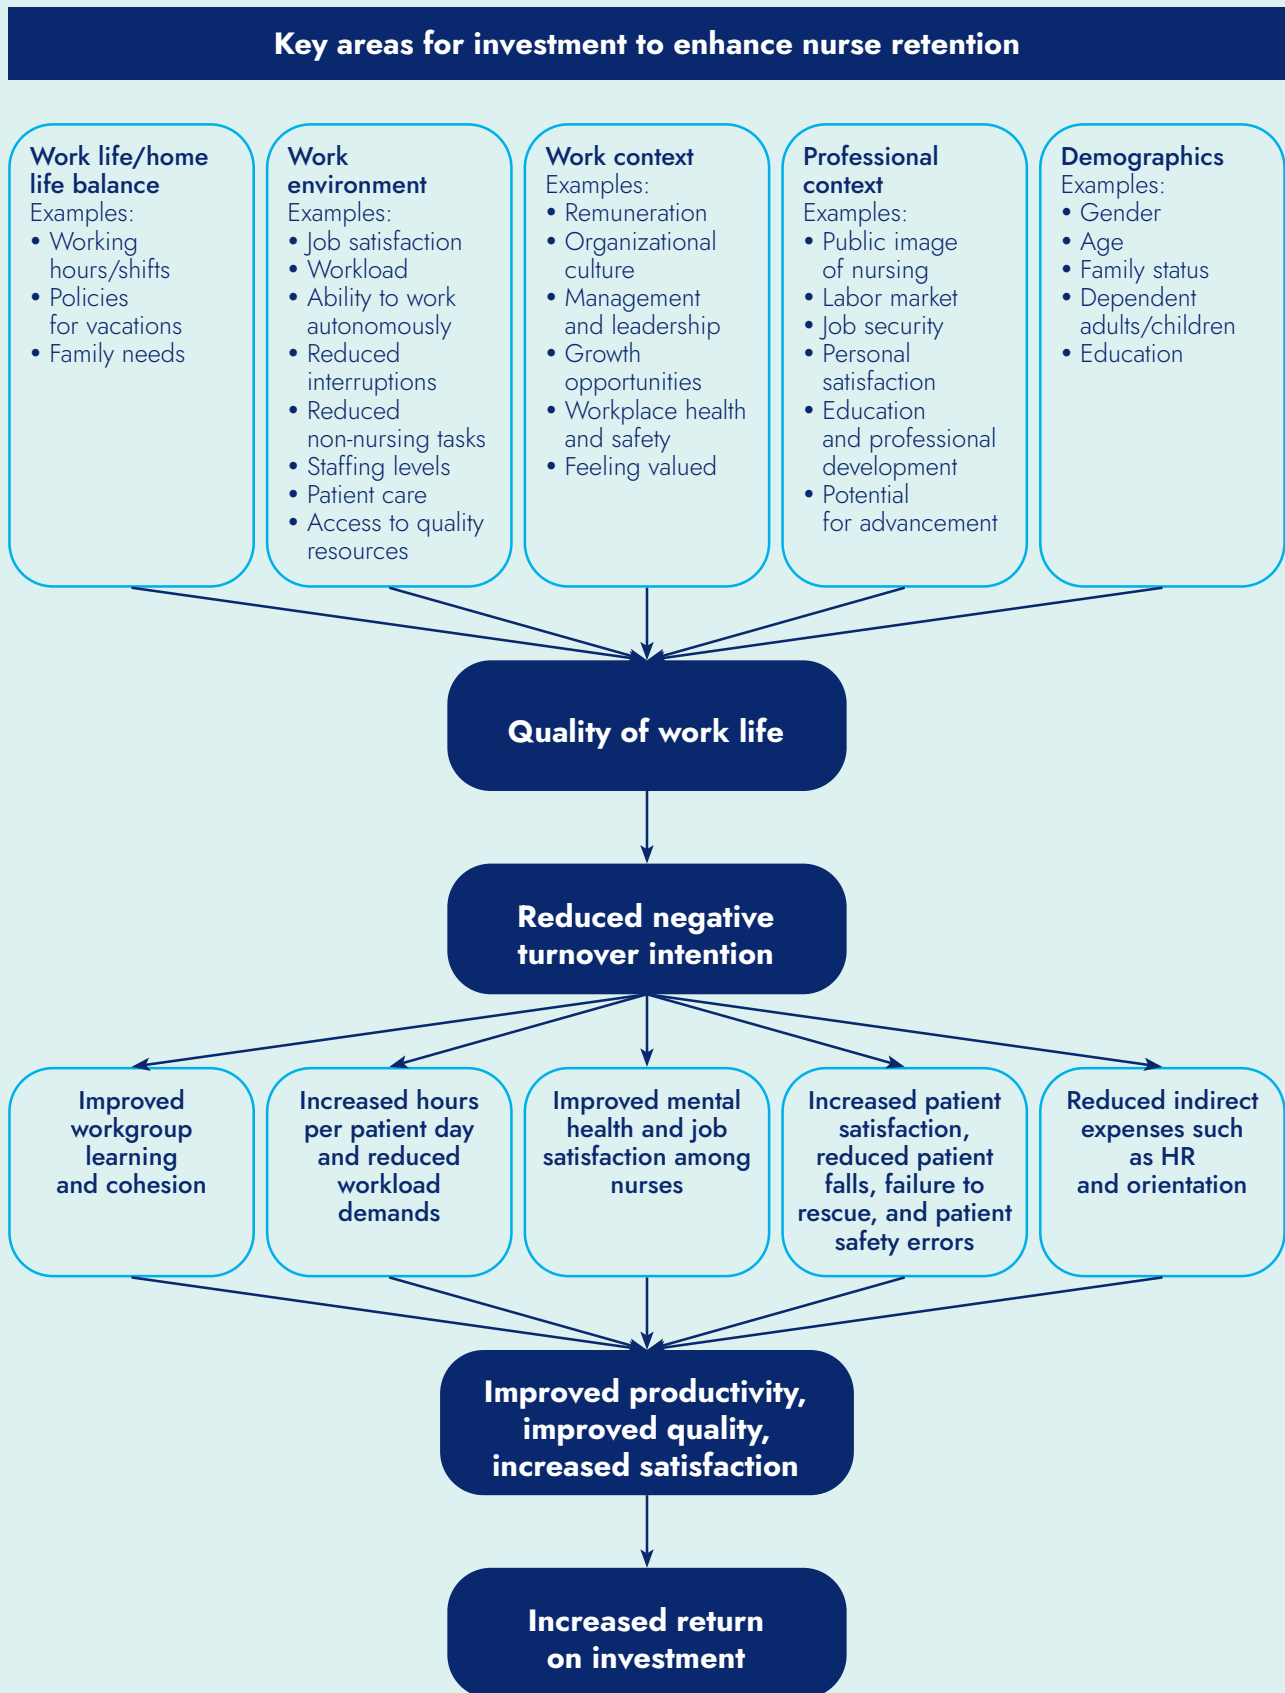 Key areas for investment to enhance nurse retention
Work life/home
life balance
Examples:
• Working
hours/shifts
• Policies
for vacations
• Family needs
Work
environment
Examples:
• Job satisfaction
• Workload
• Ability to work
autonomously
• Reduced
interruptions
• Reduced
non-nursing tasks
• Staffing levels
• Patient care
• Access to quality
resources
Work context
Examples:
• Remuneration
• Organizational
culture
• Management
and leadership
• Growth
opportunities
• Workplace health
and safety
• Feeling valued
Professional
context
Examples:
• Public image
of nursing
• Labor market
• Job security
• Personal
satisfaction
• Education
and professional
development
• Potential
for advancement
Demographics
Examples:
• Gender
• Age
• Family status
• Dependent
adults/children
• Education
Quality of work life
Reduced negative
turnover intention
Improved
workgroup
learning
and cohesion
Increased hours
per patient day
and reduced
workload
demands
Improved mental
health and job
satisfaction among
nurses
Increased patient
satisfaction,
reduced patient
falls, failure to
rescue, and patient
safety errors
Reduced indirect
expenses such
as HR
and orientation
Improved productivity,
improved quality,
increased satisfaction
Increased return
on investment